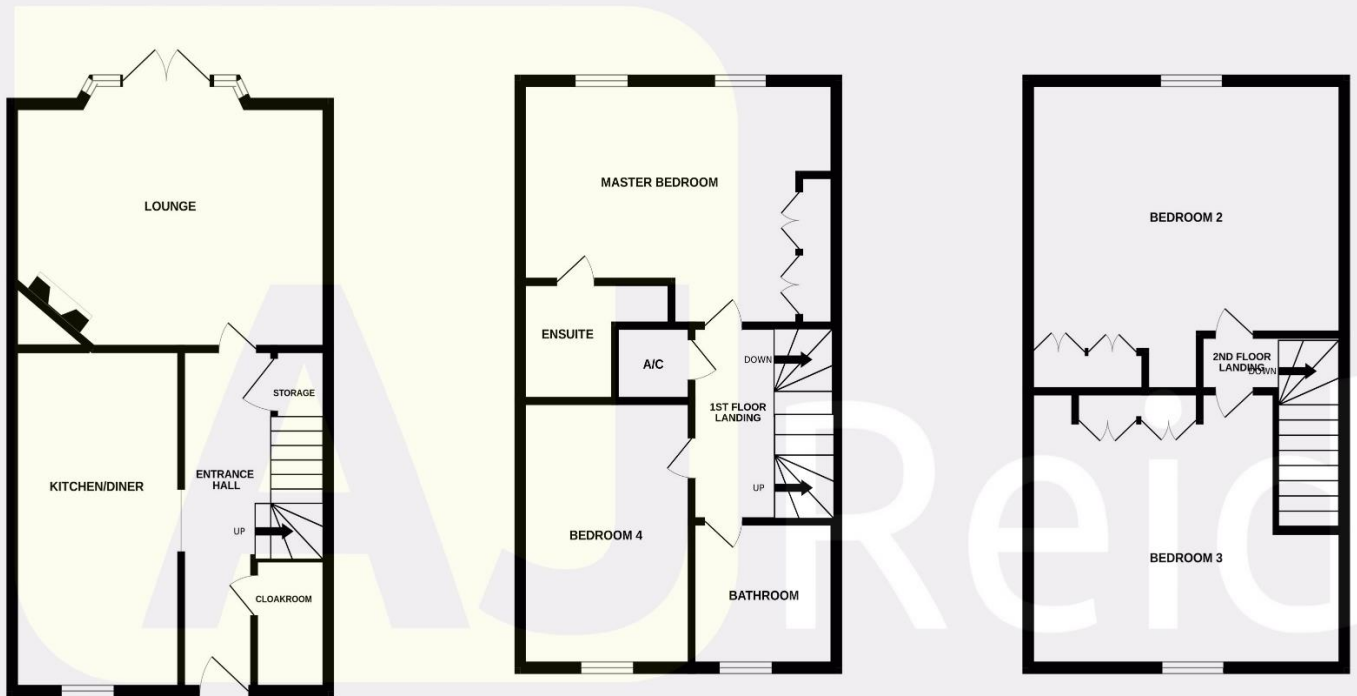 LOUNGE
KITCHEN/DINER
ENTRANCE
HALL
STORAGE
UP
CLOAKROOM
MASTER BEDROOM
ENSUITE
A/C
DOWN
1ST FLOOR
LANDING
UP
BEDROOM 4
BATHROOM
BEDROOM 2
2ND FLOOR
LANDING
DOWN
BEDROOM 3
AJ Reid